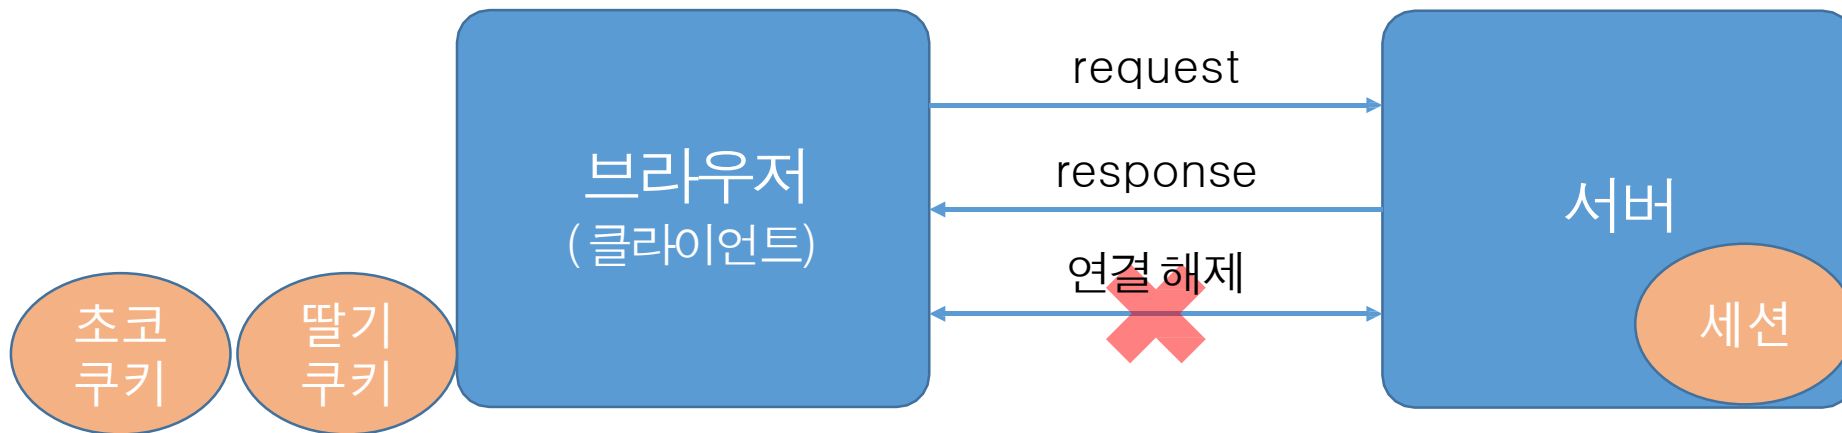 request
response
연결 해제
브라우저
( 클라이언트)
서버
초코
쿠키
딸기
쿠키
세션